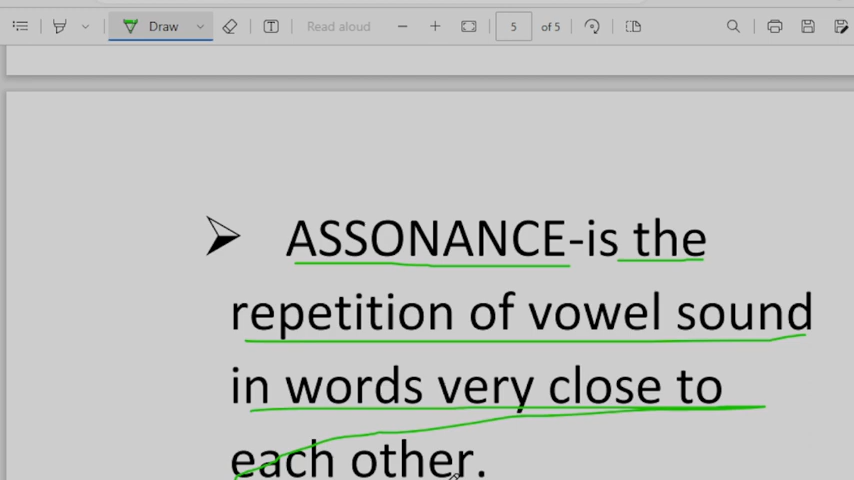 Draw Read aloud 5 of 5
ASSONANCE-is the
repetition of vowel sound
in words very close to
each other.